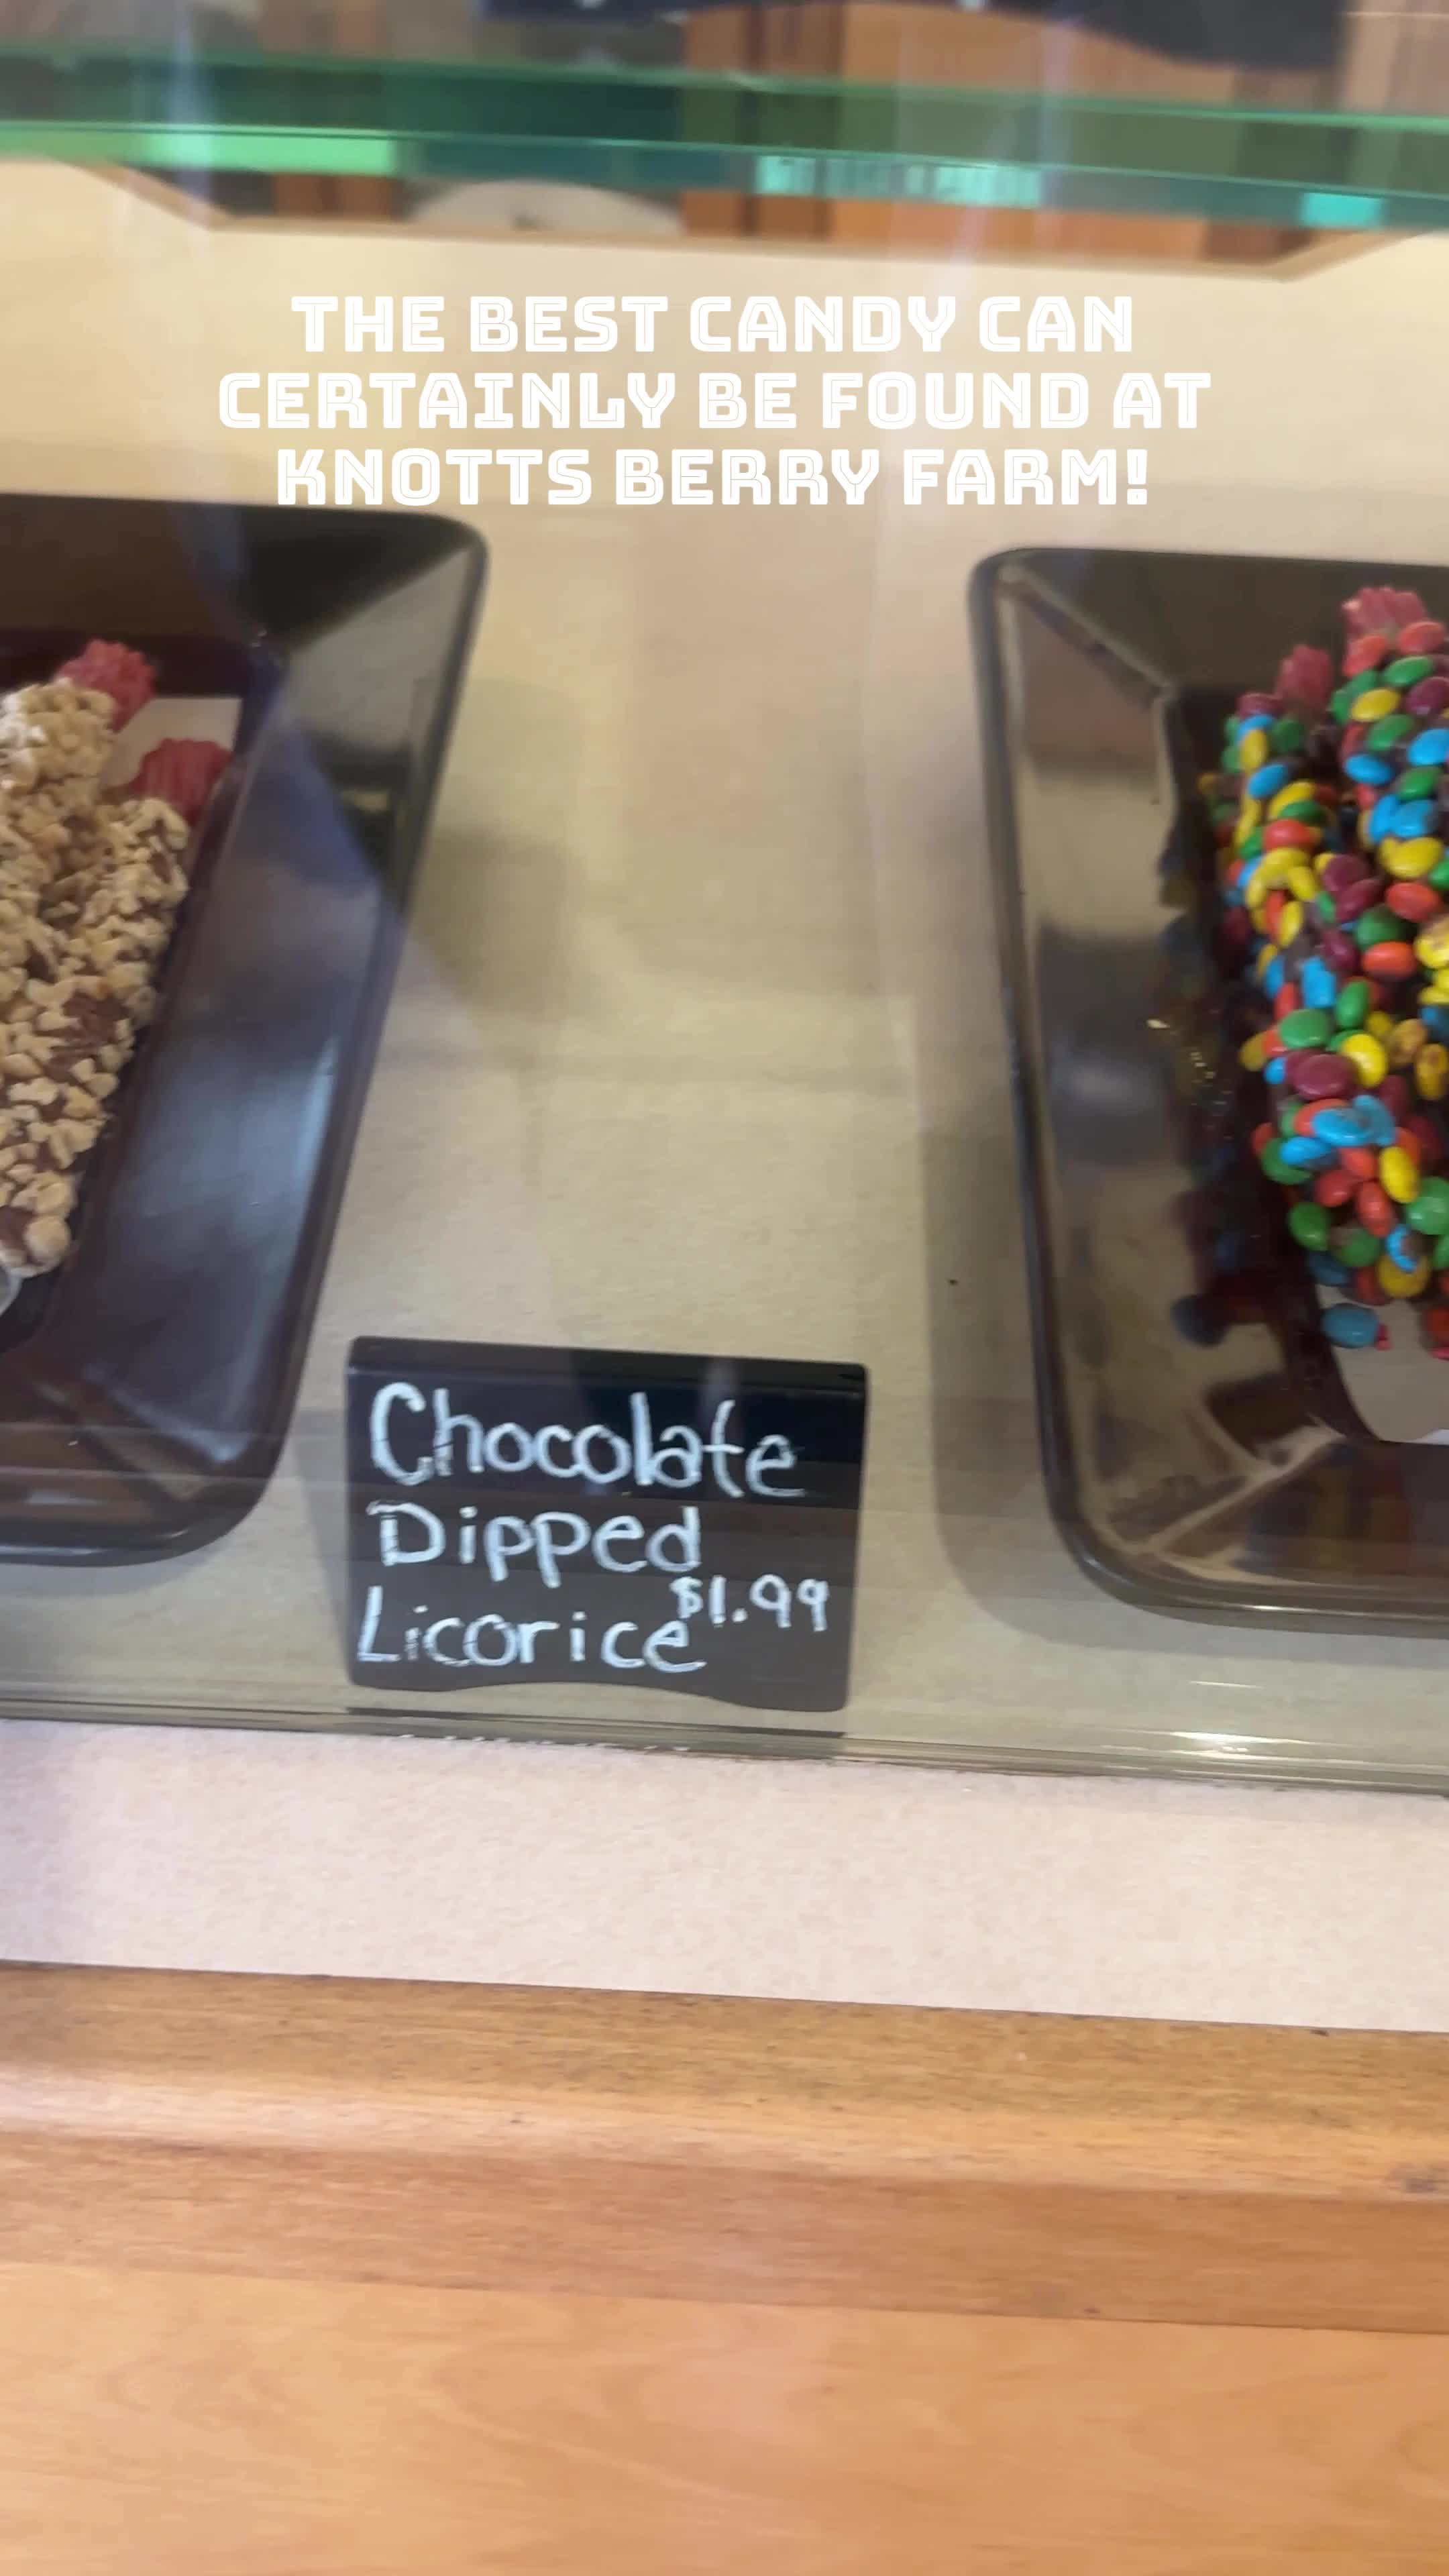 THE BEST CANDY CAN
CERTAINLY BE FOUND AT
KNOTTS BERRY FARM!
Chocolate
Dipped
Licorice $1.99